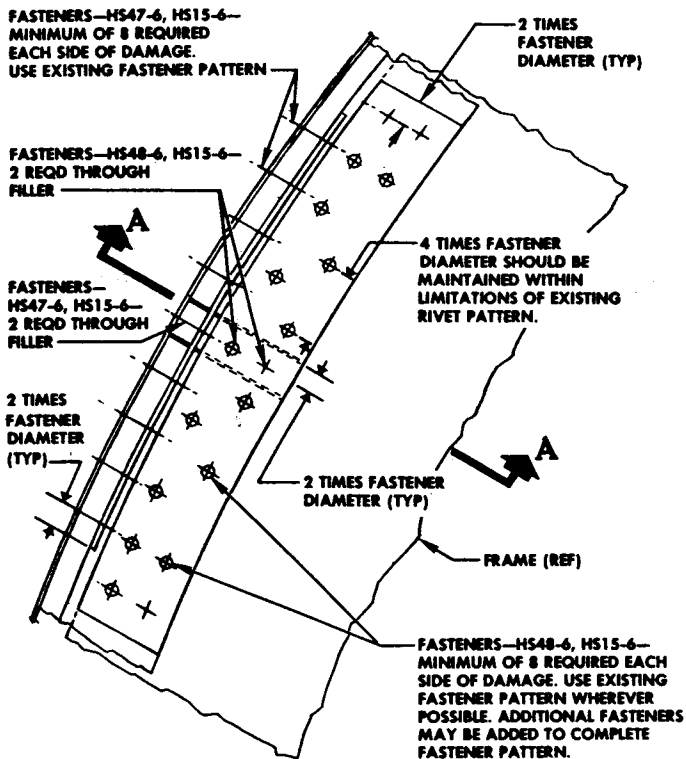 FASTENERS—HS47-6, HS15-6—
MINIMUM OF 8 REQUIRED
EACH SIDE OF DAMAGE.
USE EXISTING FASTENER PATTERN
2 TIMES
FASTENER
DIAMETER (TYP)
FASTENERS—HS48-6, HS15-6—
2 REQD THROUGH
FILLER
A
4 TIMES FASTENER
DIAMETER SHOULD BE
MAINTAINED WITHIN
LIMITATIONS OF EXISTING
RIVET PATTERN.
FASTENERS—
HS47-6, HS15-6—
2 REQD THROUGH
FILLER
2 TIMES
FASTENER
DIAMETER
(TYP)
A
2 TIMES FASTENER
DIAMETER (TYP)
FRAME (REF)
FASTENERS—HS48-6, HS15-6—
MINIMUM OF 8 REQUIRED EACH
SIDE OF DAMAGE. USE EXISTING
FASTENER PATTERN WHEREVER
POSSIBLE. ADDITIONAL FASTENERS
MAY BE ADDED TO COMPLETE
FASTENER PATTERN.